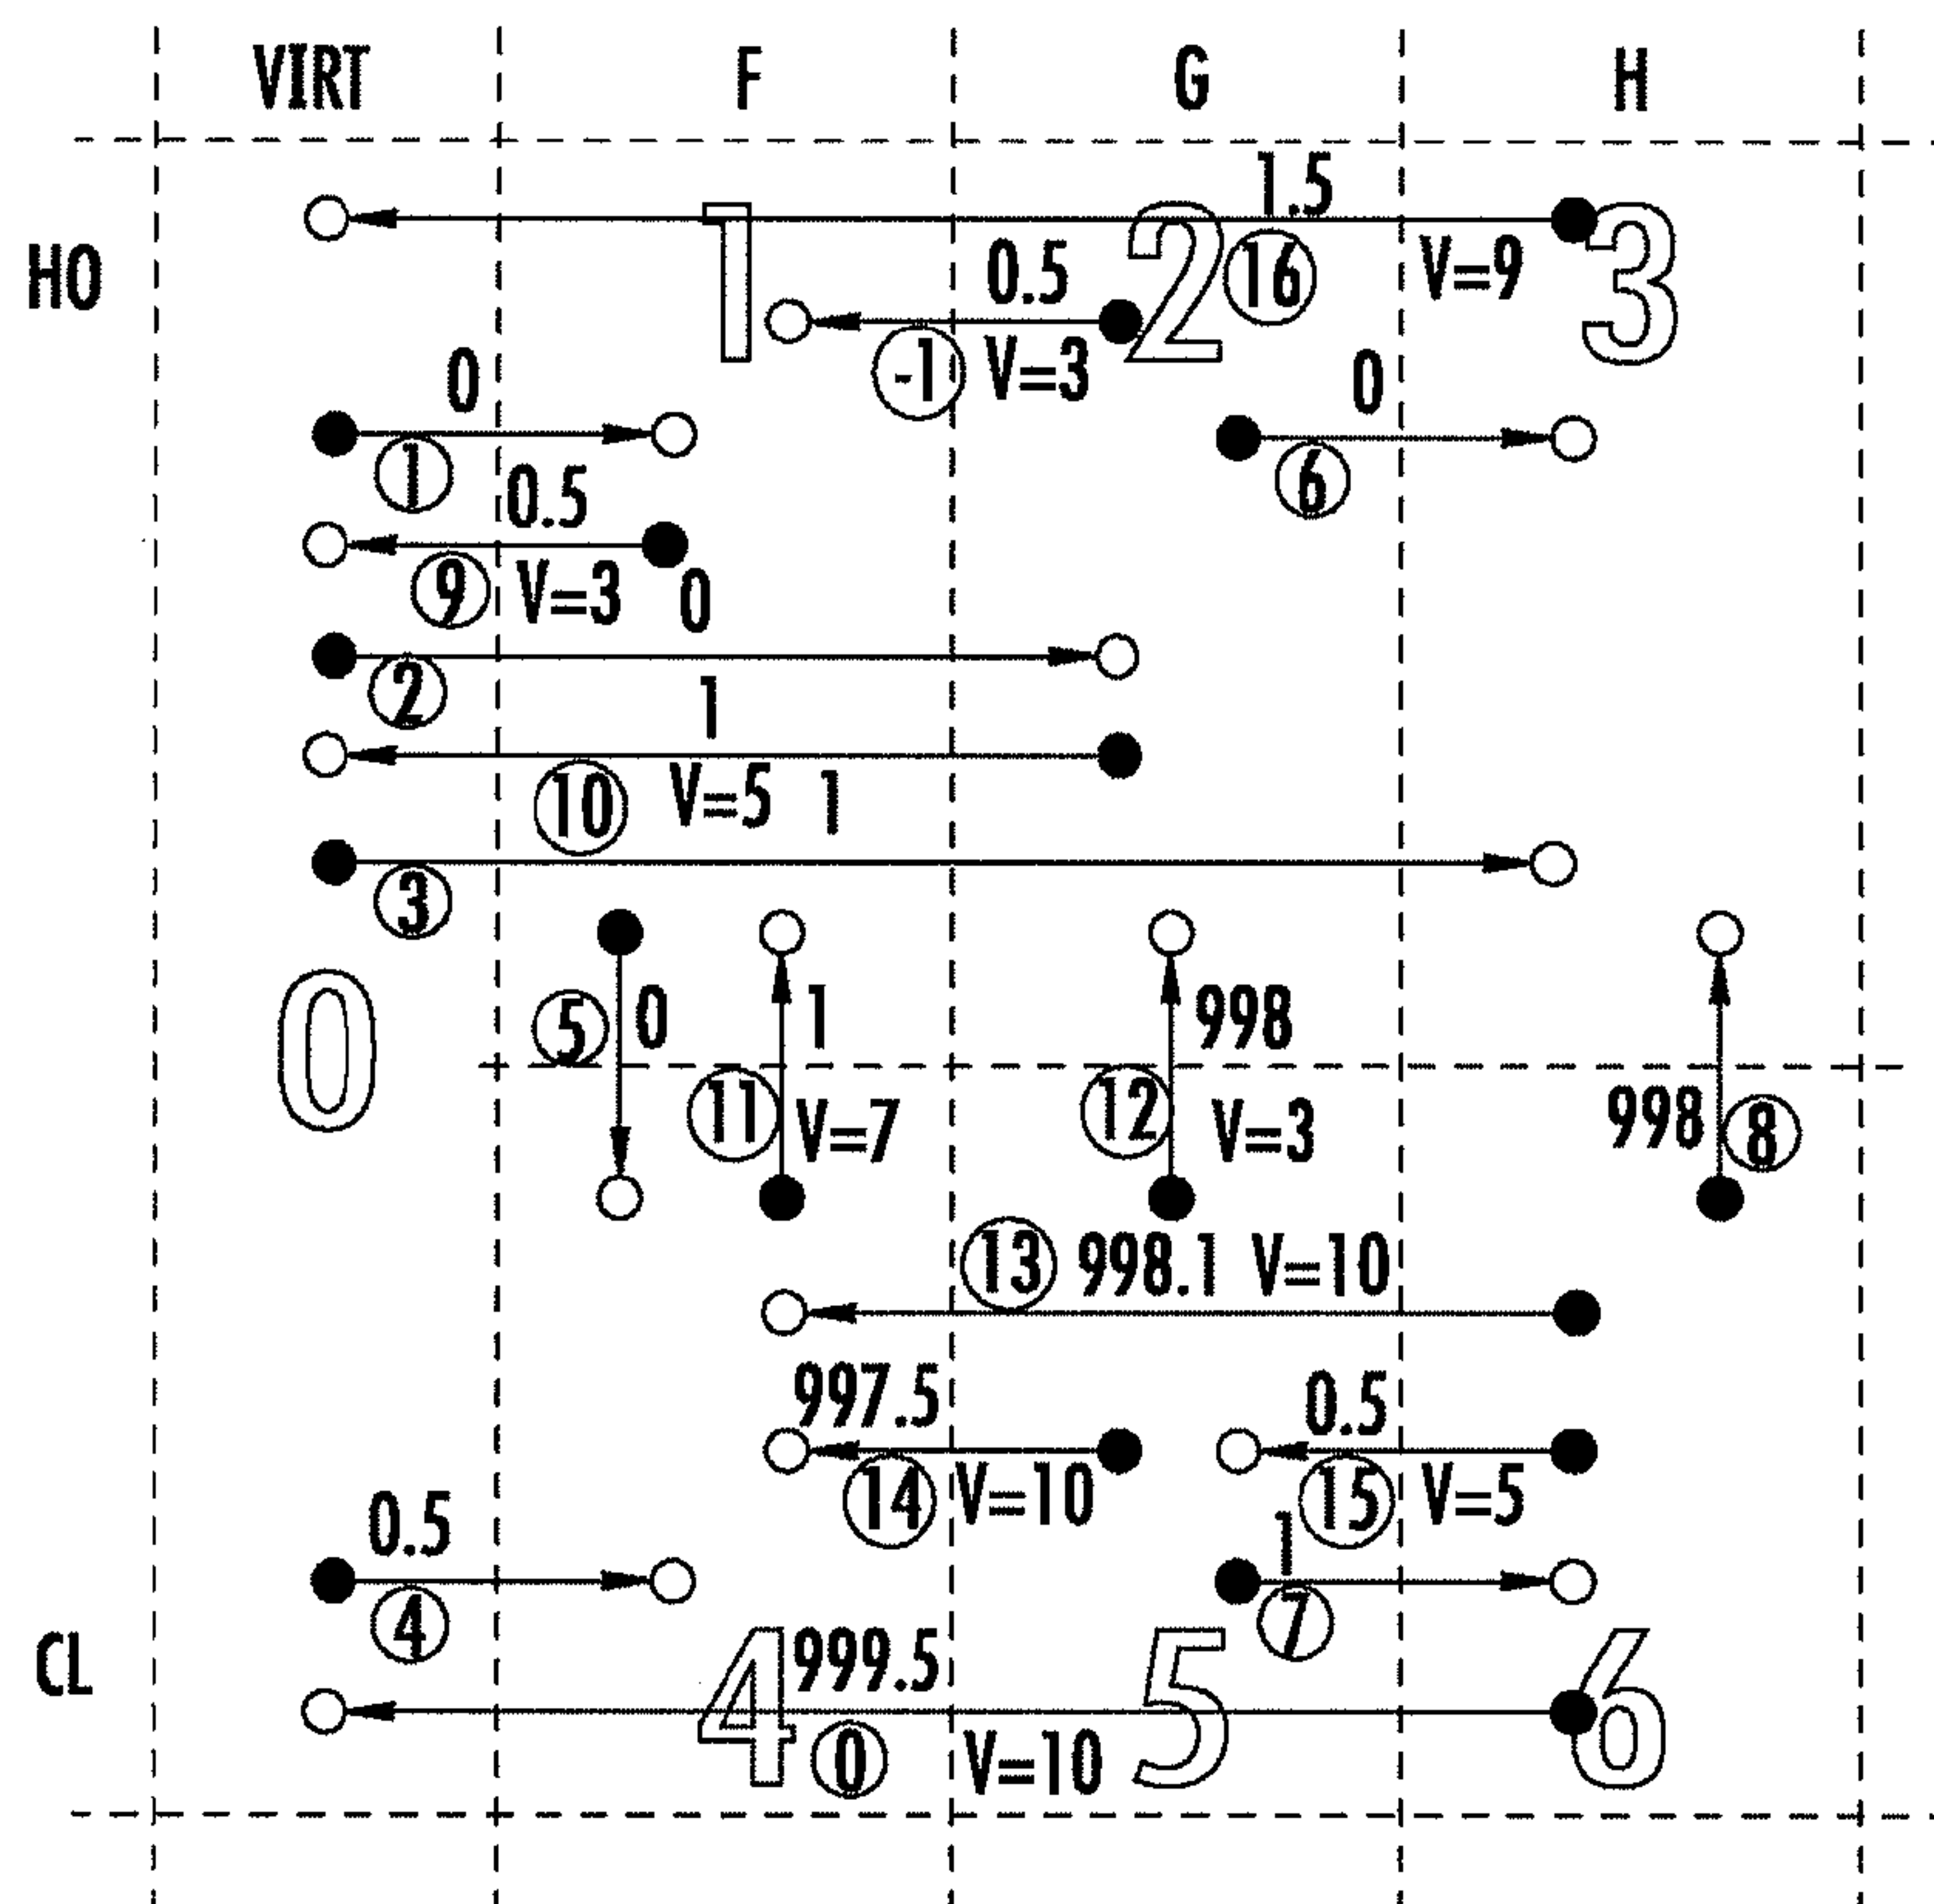 VIRT F G H
1.5
HO 1 2 16 V=9 3
0.5
-1 V=3
0 0
1 6
0.5
9 V=3 0
2
1
10 V=5 1
3
0 5 0 1 998
11 V=7 12 V=3 998 8
13 998.1 V=10
997.5 0.5
14 V=10 15 V=5
0.5 1
4 7
CL 4 999.5 5 6
0 V=10